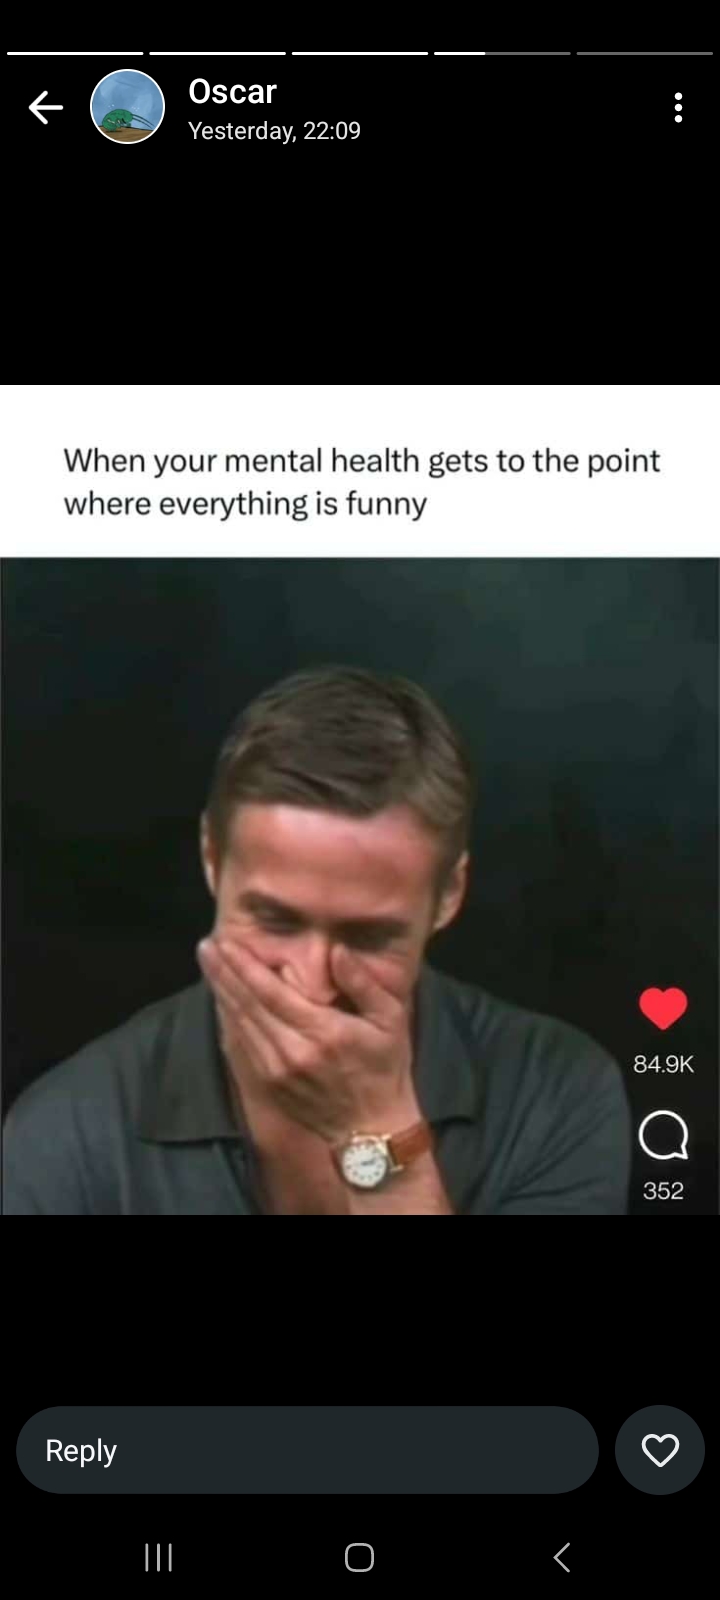 Oscar
Yesterday, 22:09
When your mental health gets to the point
where everything is funny
84.9K
352
Reply